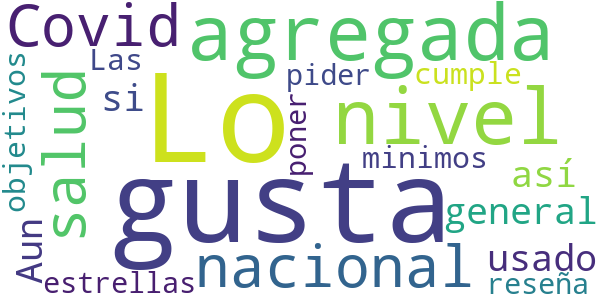 Covid
agregada
Las
pider
cumple
objetivos
salud
si
Lo
poner
nivel
minimos
así
gusta
general
Aun
nacional
usado
estrellas
reseña